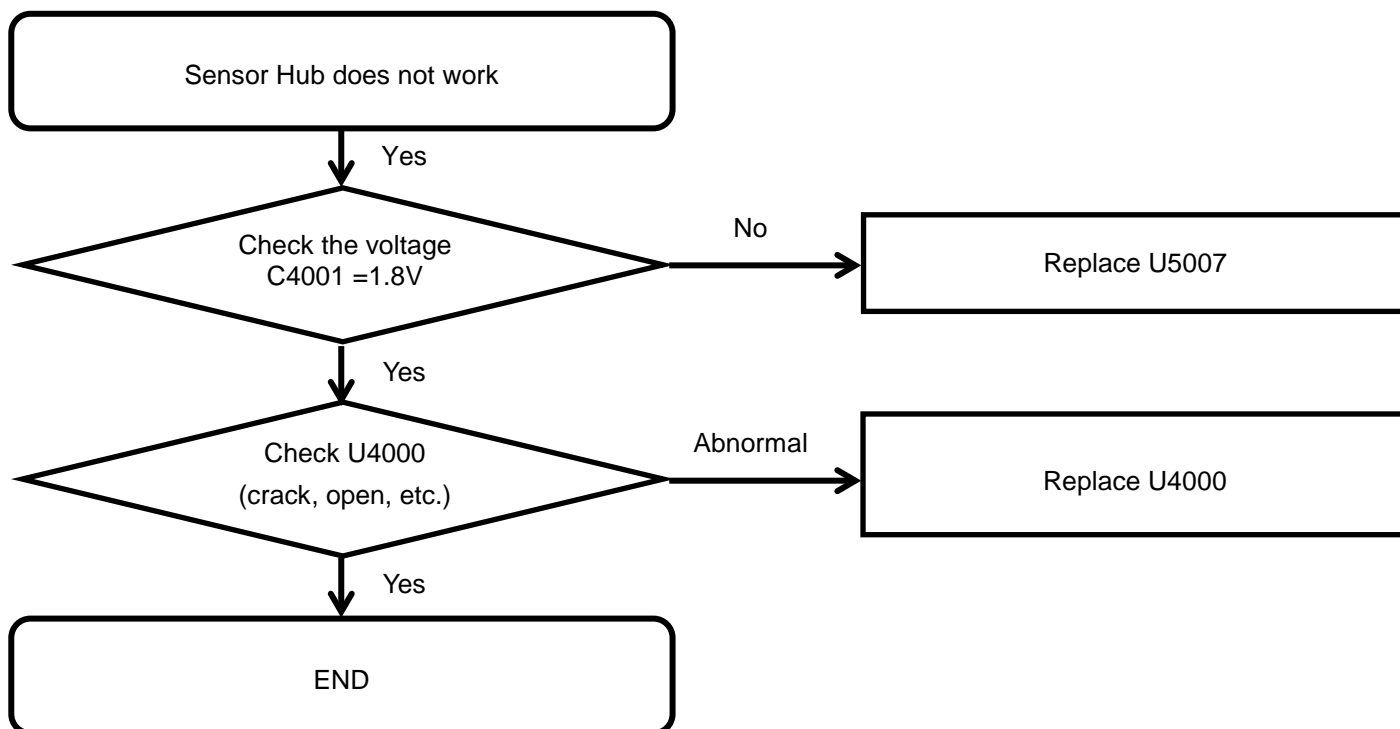 Sensor Hub does not work
Yes
Check the voltage
C4001 =1.8V
No
Replace U5007
Yes
Check U4000
(crack, open, etc.)
Abnormal
Replace U4000
Yes
END